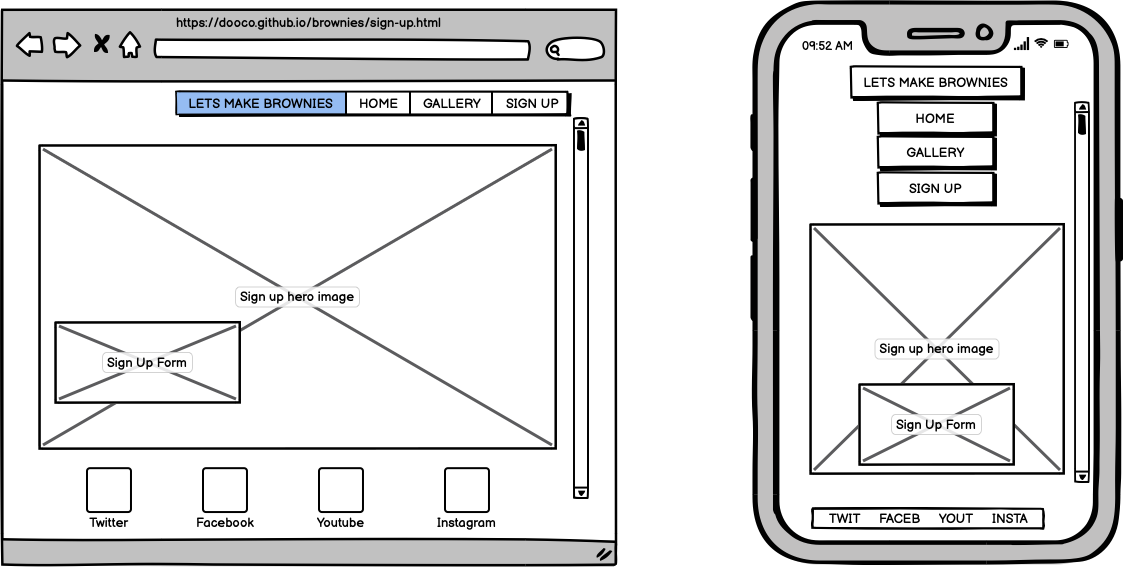 https://dooco.github.io/brownies/sign-up.html
LETS MAKE BROWNIES HOME GALLERY SIGN UP
Sign up hero image
Sign Up Form
Twitter Facebook Youtube Instagram
09:52 AM
LETS MAKE BROWNIES
HOME
GALLERY
SIGN UP
Sign up hero image
Sign Up Form
TWIT FACEB YOUT INSTA